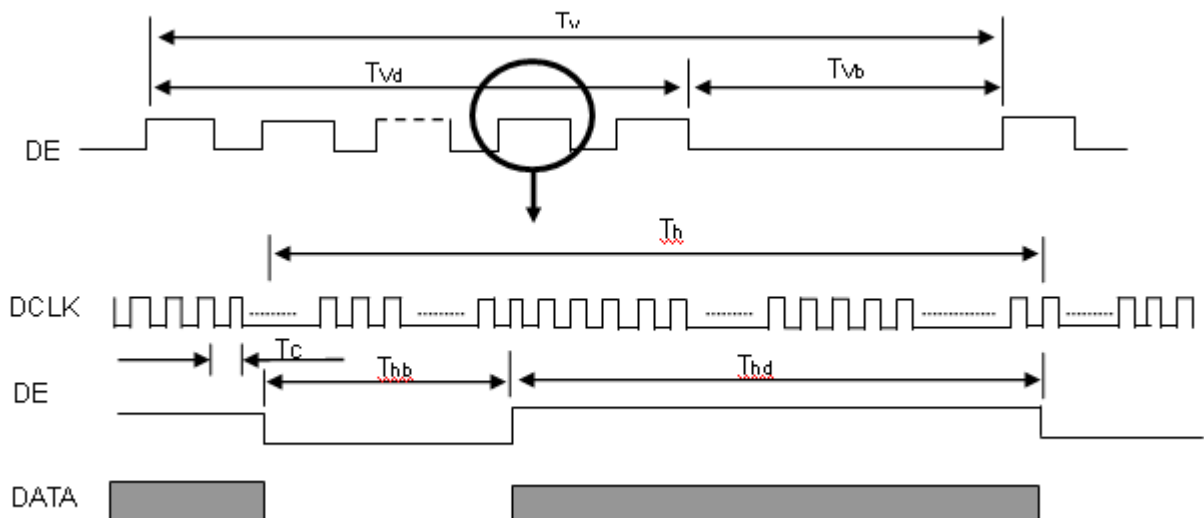 Tv
Tvd
Tvb
DE
Th
DCLK
Tc
Thb
Thd
DE
DATA